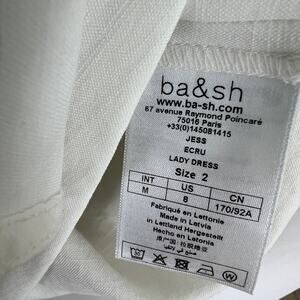 ba&sh
www.ba-sh.com
67 avenue Raymond Poincaré
75016 Paris
+33(0)145081415
JESS
ECRU
LADY DRESS
Size 2
INT US CN
M 8 170/92A
Fabriqué en Lettonie
Made in Latvia
in Lettland Hergestellt
Hecho en Letonia